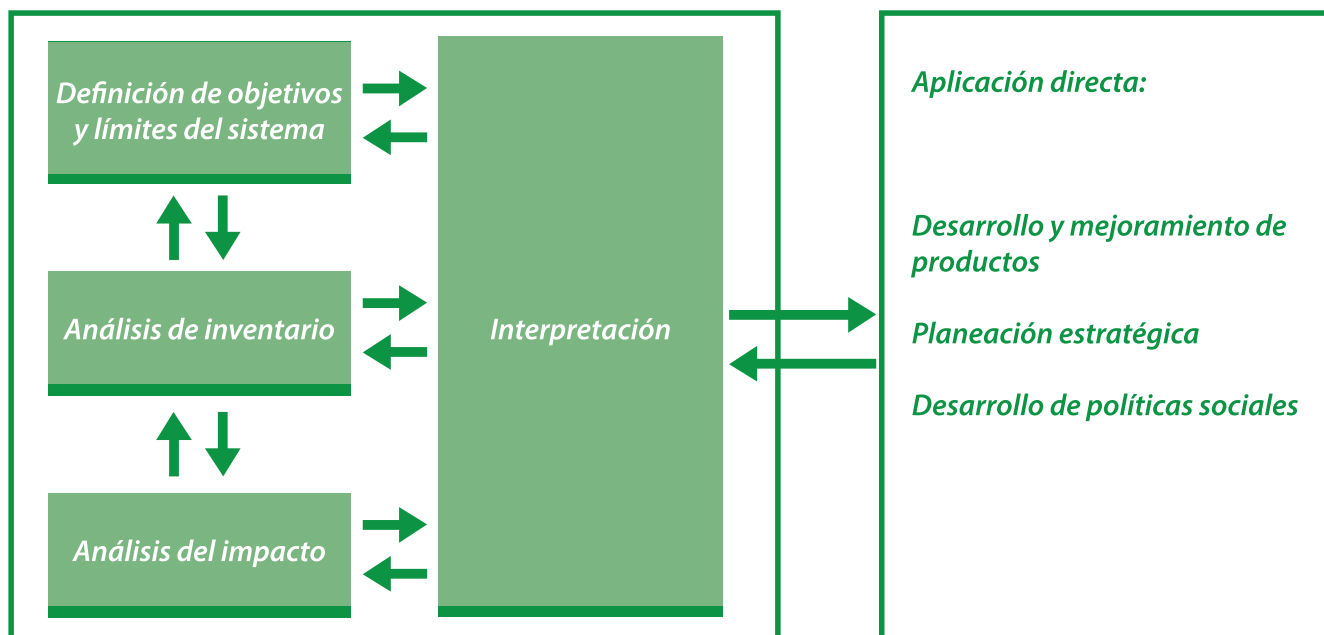 Definición de objetivos
y límites del sistema
Análisis de inventario
Análisis del impacto
Interpretación
Aplicación directa:
Desarrollo y mejoramiento de
productos
Planeación estratégica
Desarrollo de políticas sociales